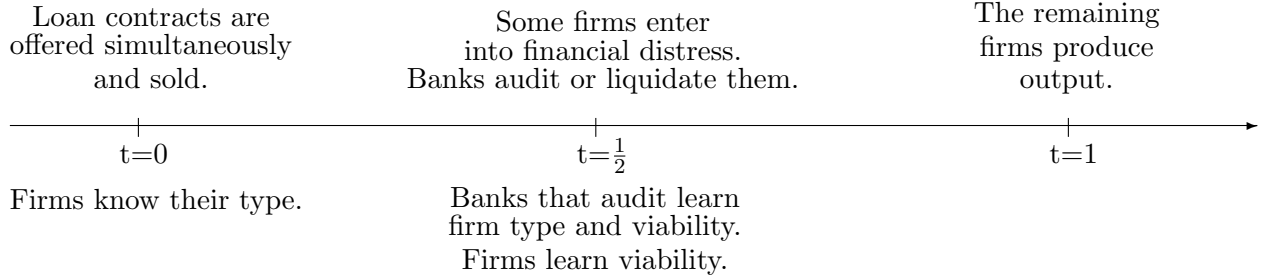 Loan contracts are
offered simultaneously
and sold.
Some firms enter
into financial distress.
Banks audit or liquidate them.
The remaining
firms produce
output.
t=0
t=1/2
t=1
Firms know their type.
Banks that audit learn
firm type and viability.
Firms learn viability.